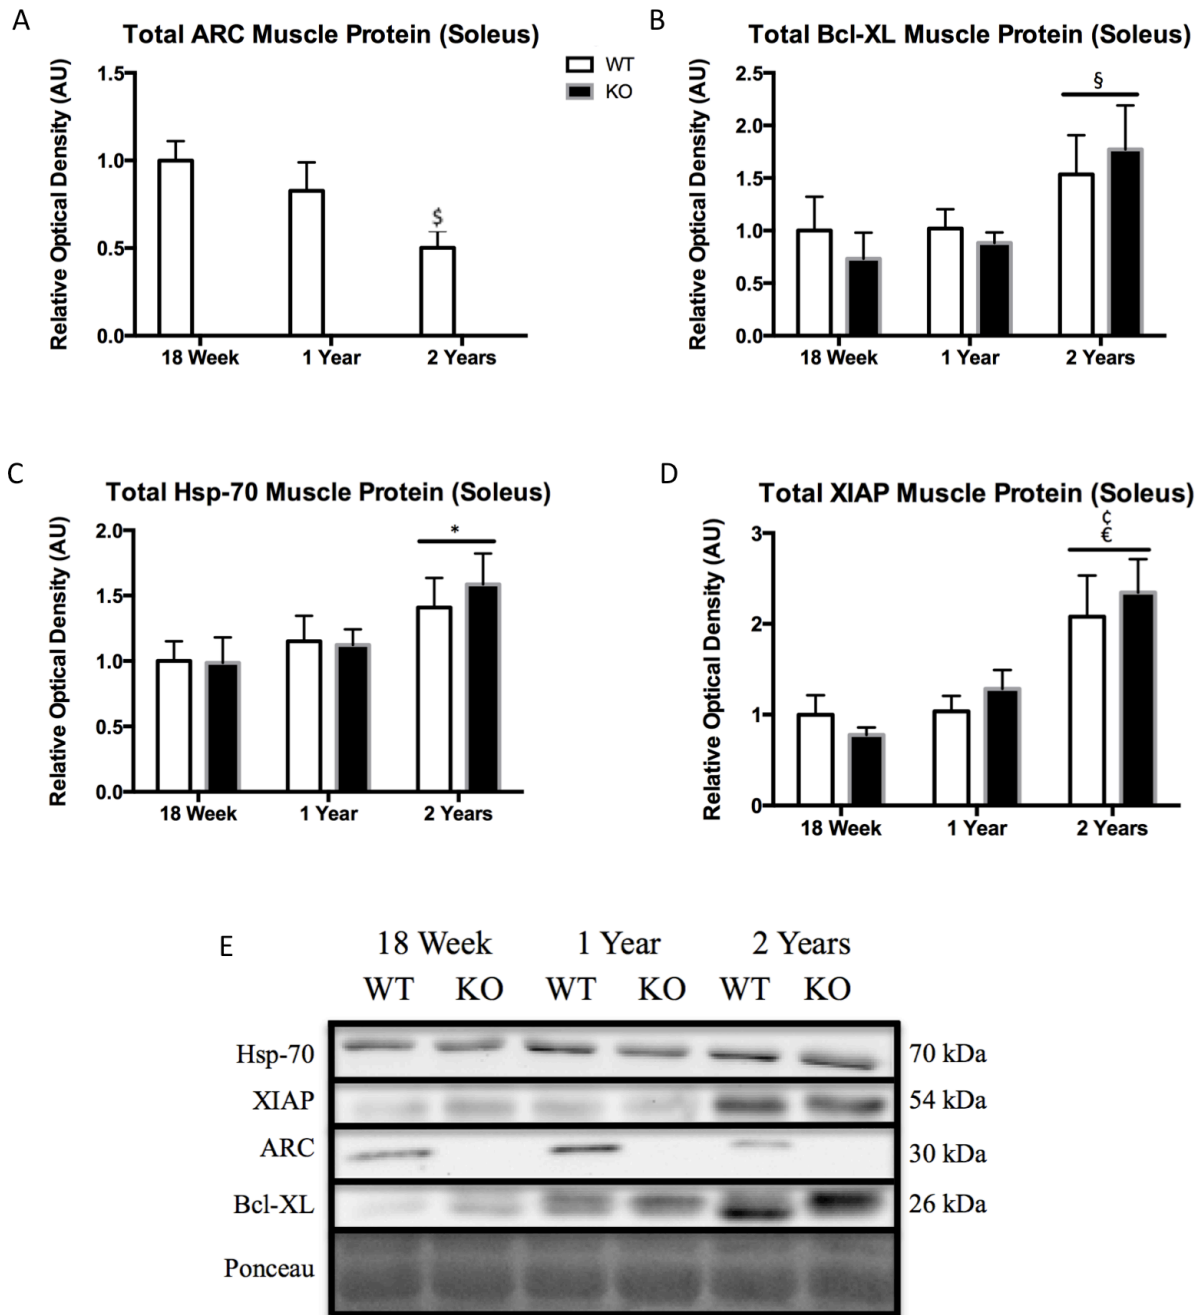 A
Total ARC Muscle Protein (Soleus)
WT
KO
Relative Optical Density (AU)
1.5
1.0
0.5
0.0
$
18 Week 1 Year 2 Years
B
Total Bcl-XL Muscle Protein (Soleus)
Relative Optical Density (AU)
2.5
2.0
1.5
1.0
0.5
0.0
§
18 Week 1 Year 2 Years
C
Total Hsp-70 Muscle Protein (Soleus)
Relative Optical Density (AU)
2.0
1.5
1.0
0.5
0.0
*
18 Week 1 Year 2 Years
D
Total XIAP Muscle Protein (Soleus)
Relative Optical Density (AU)
3
2
1
0
¢
€
18 Week 1 Year 2 Years
E
18 Week 1 Year 2 Years
WT KO WT KO WT KO
Hsp-70 70 kDa
XIAP 54 kDa
ARC 30 kDa
Bcl-XL 26 kDa
Ponceau